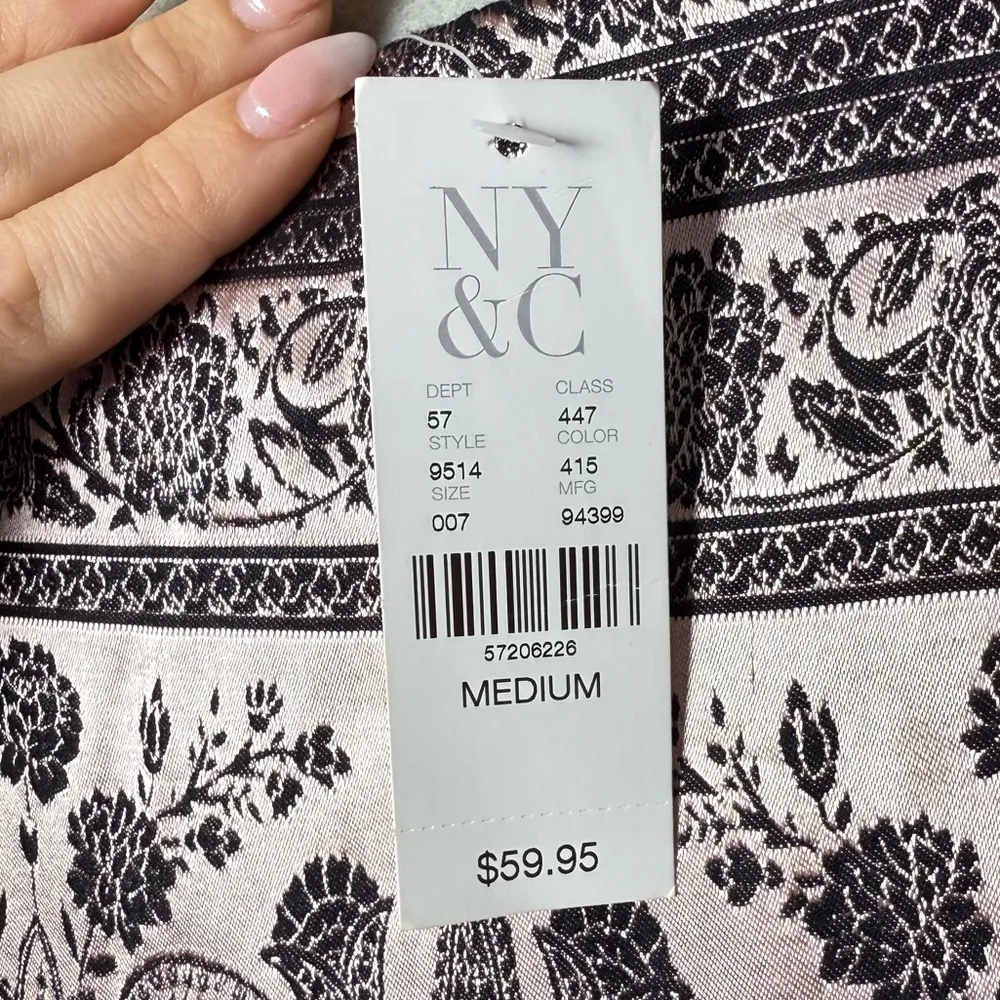 NY
&C
DEPT CLASS
57 447
STYLE COLOR
9514 415
SIZE MFG
007 94399
57206226
MEDIUM
$59.95